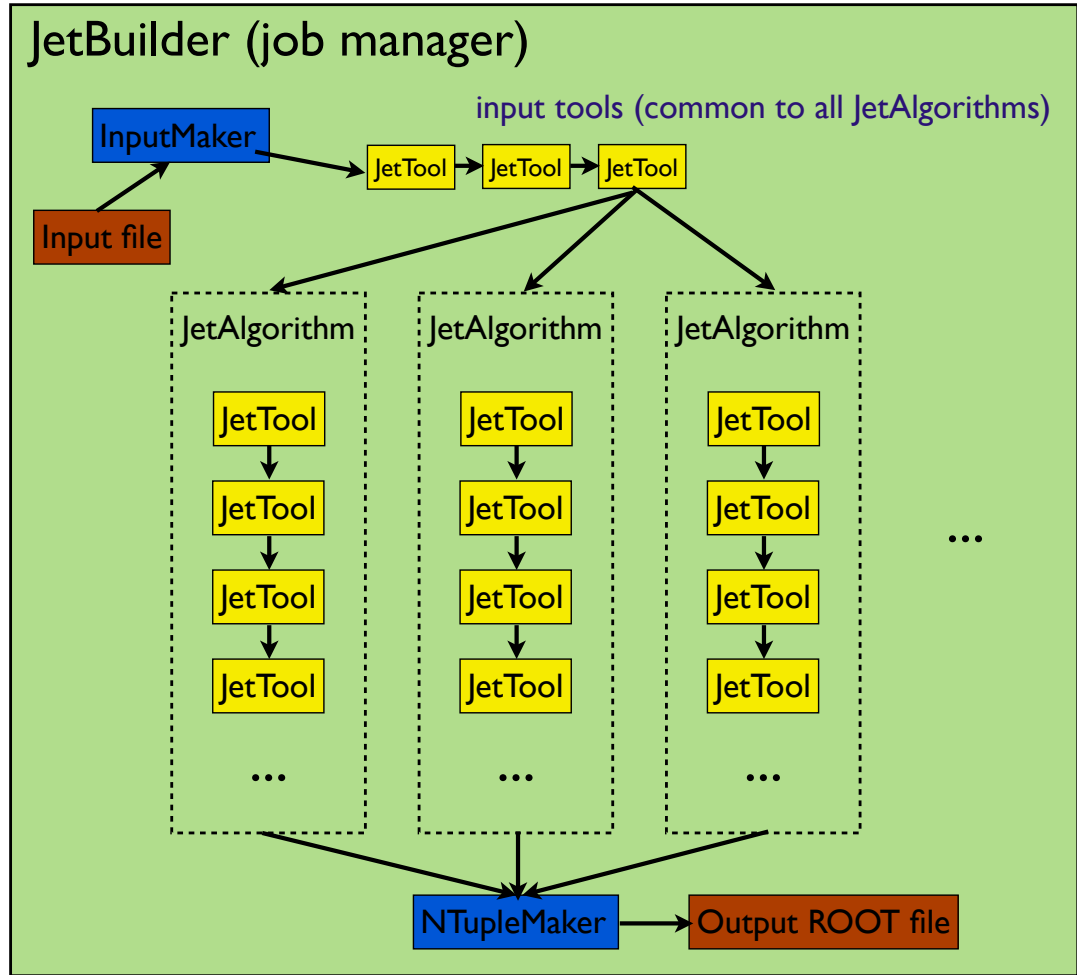 JetBuilder (job manager)
input tools (common to all JetAlgorithms)
InputMaker
JetTool
JetTool
JetTool
Input file
JetAlgorithm
JetAlgorithm
JetAlgorithm
JetTool
JetTool
JetTool
JetTool
JetTool
JetTool
...
JetTool
JetTool
JetTool
JetTool
JetTool
JetTool
...
...
...
NTupleMaker
Output ROOT file